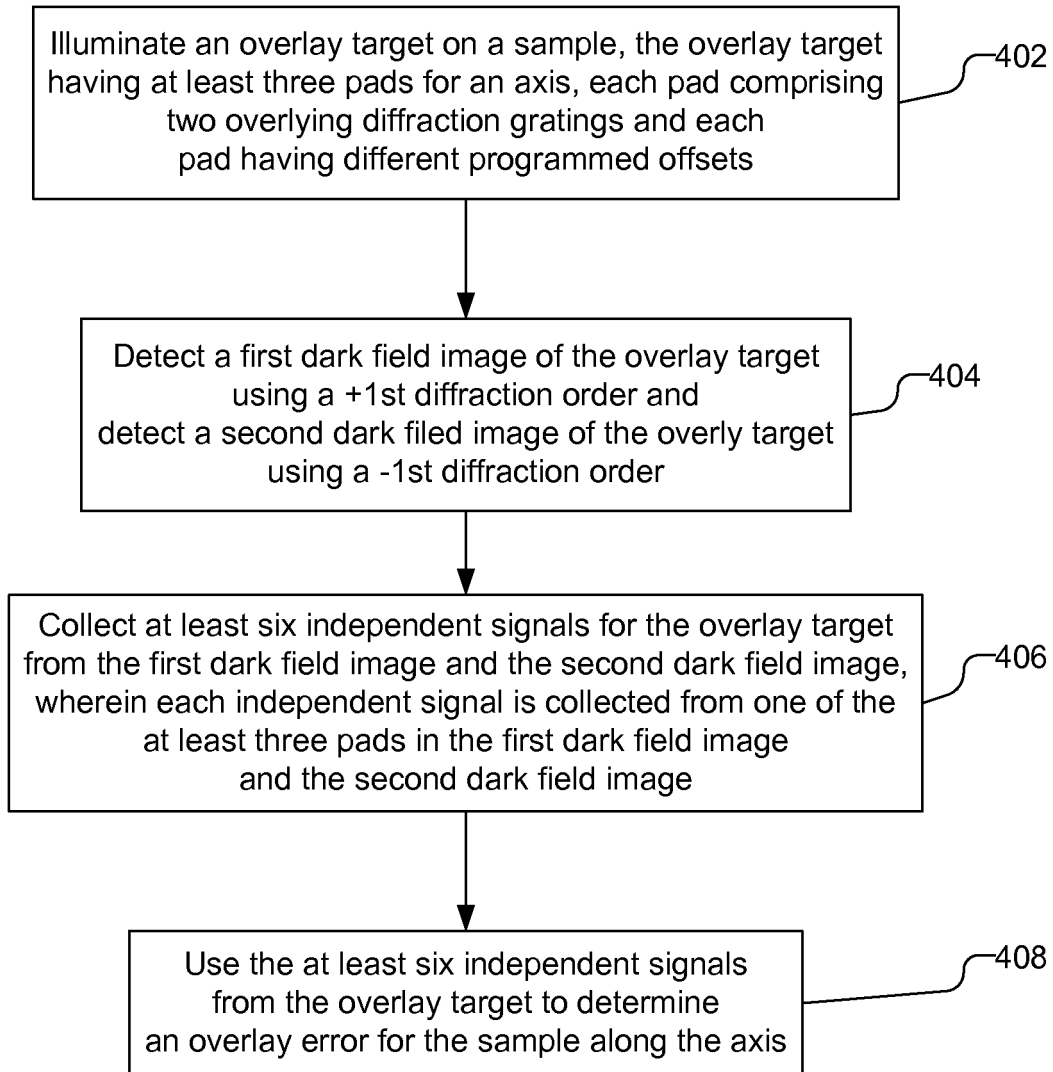 Illuminate an overlay target on a sample, the overlay target
having at least three pads for an axis, each pad comprising
two overlying diffraction gratings and each
pad having different programmed offsets
402
Detect a first dark field image of the overlay target
using a +1st diffraction order and
detect a second dark filed image of the overly target
using a -1st diffraction order
404
Collect at least six independent signals for the overlay target
from the first dark field image and the second dark field image,
wherein each independent signal is collected from one of the
at least three pads in the first dark field image
and the second dark field image
406
Use the at least six independent signals
from the overlay target to determine
an overlay error for the sample along the axis
408